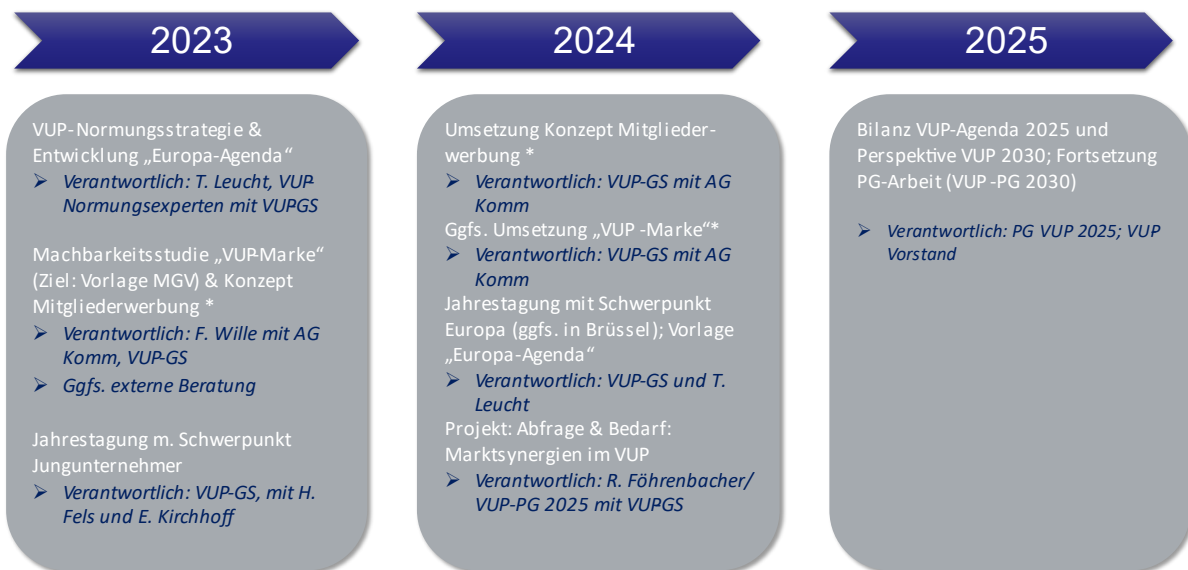 2023
VUP-Normungsstrategie &
Entwicklung „Europa-Agenda“
➢ Verantwortlich: T. Leucht, VUP-
Normungsexperten mit VUPGS
Machbarkeitsstudie „VUP-Marke“
(Ziel: Vorlage MGV) & Konzept
Mitgliederwerbung *
➢ Verantwortlich: F. Wille mit AG
Komm, VUP-GS
➢ Ggfs. externe Beratung
Jahrestagung m. Schwerpunkt
Jungunternehmer
➢ Verantwortlich: VUP-GS, mit H.
Fels und E. Kirchhoff
2024
Umsetzung Konzept Mitglieder-
werbung *
➢ Verantwortlich: VUP-GS mit AG
Komm
Ggfs. Umsetzung „VUP -Marke“*
➢ Verantwortlich: VUP-GS mit AG
Komm
Jahrestagung mit Schwerpunkt
Europa (ggfs. in Brüssel); Vorlage
„Europa-Agenda“
➢ Verantwortlich: VUP-GS und T.
Leucht
Projekt: Abfrage & Bedarf:
Marktsynergien im VUP
➢ Verantwortlich: R. Föhrenbacher/
VUP-PG 2025 mit VUPGS
2025
Bilanz VUP-Agenda 2025 und
Perspektive VUP 2030; Fortsetzung
PG-Arbeit (VUP -PG 2030)
➢ Verantwortlich: PG VUP 2025; VUP
Vorstand